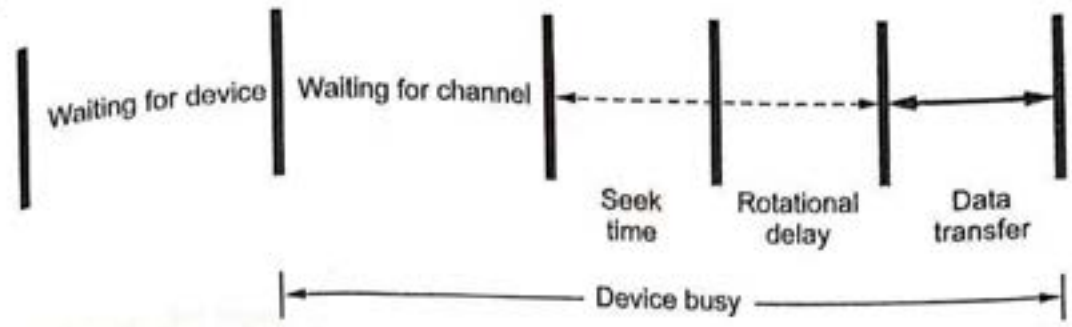 Waiting for device
Waiting for channel
Seek
time
Rotational
delay
Data
transfer
Device busy